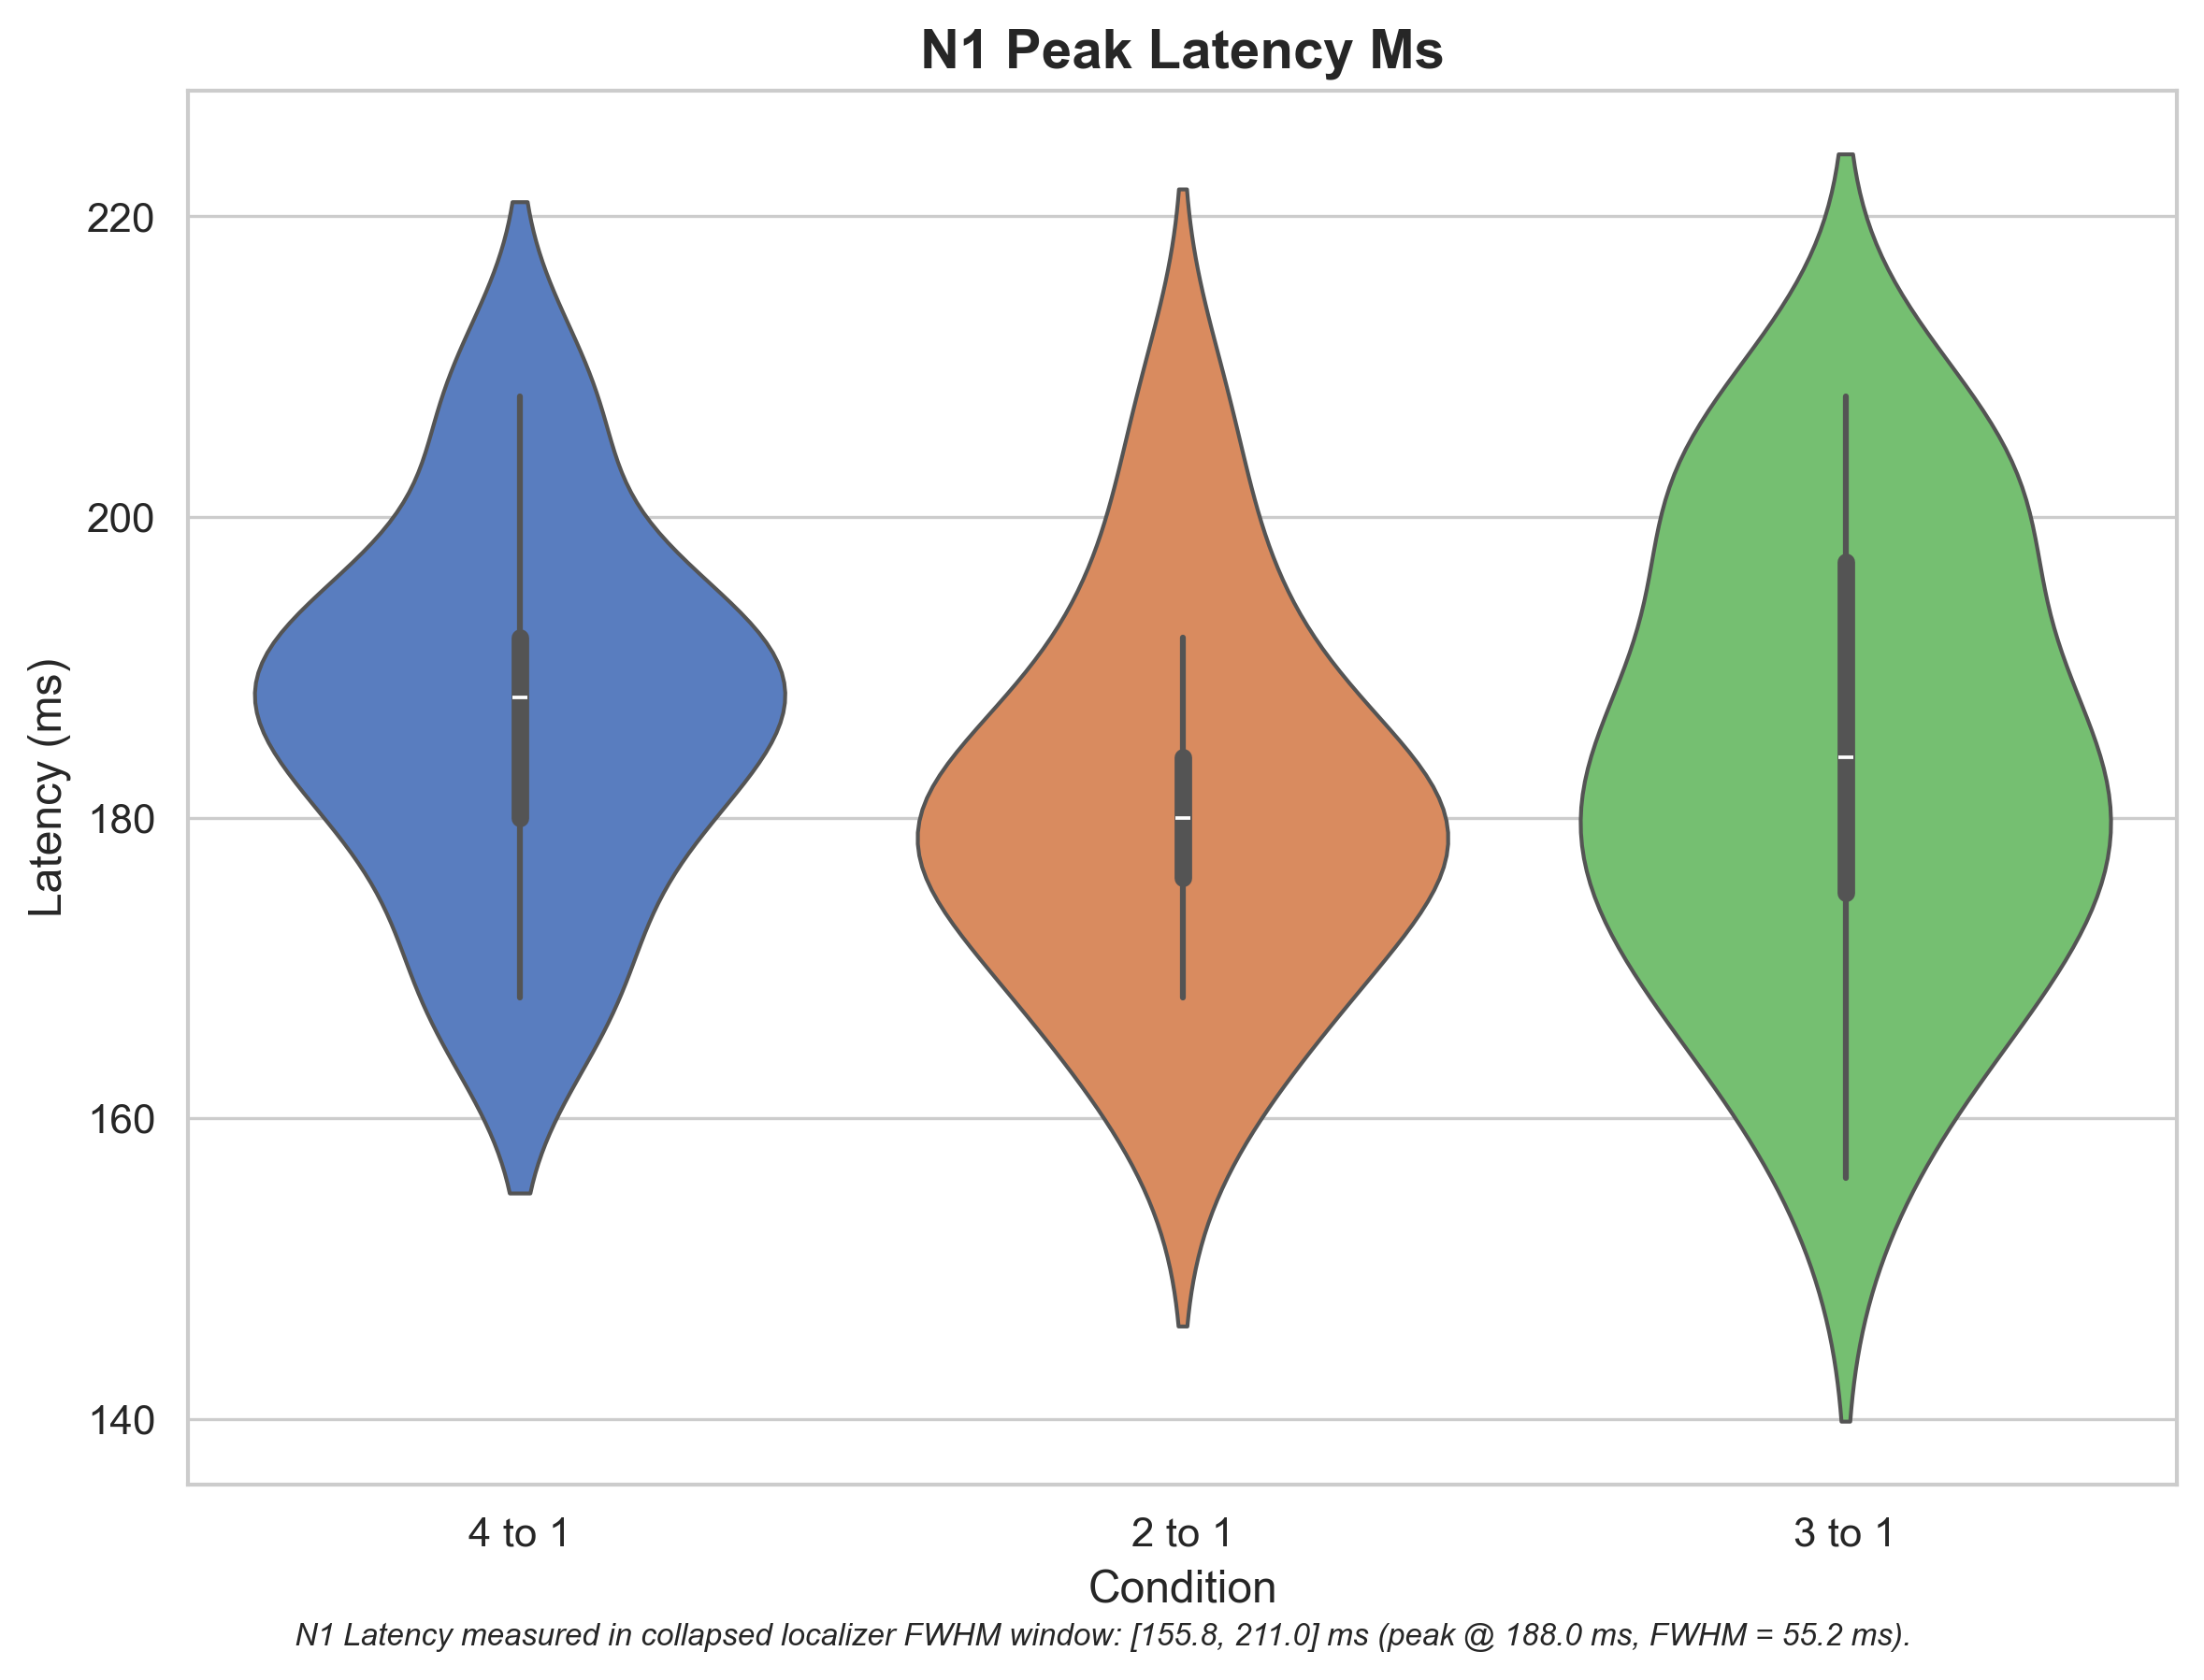 N1 Peak Latency Ms
Latency (ms)
220
200
180
160
140
4 to 1
2 to 1
3 to 1
Condition
N1 Latency measured in collapsed localizer FWHM window: [155.8, 211.0] ms (peak @ 188.0 ms, FWHM = 55.2 ms).